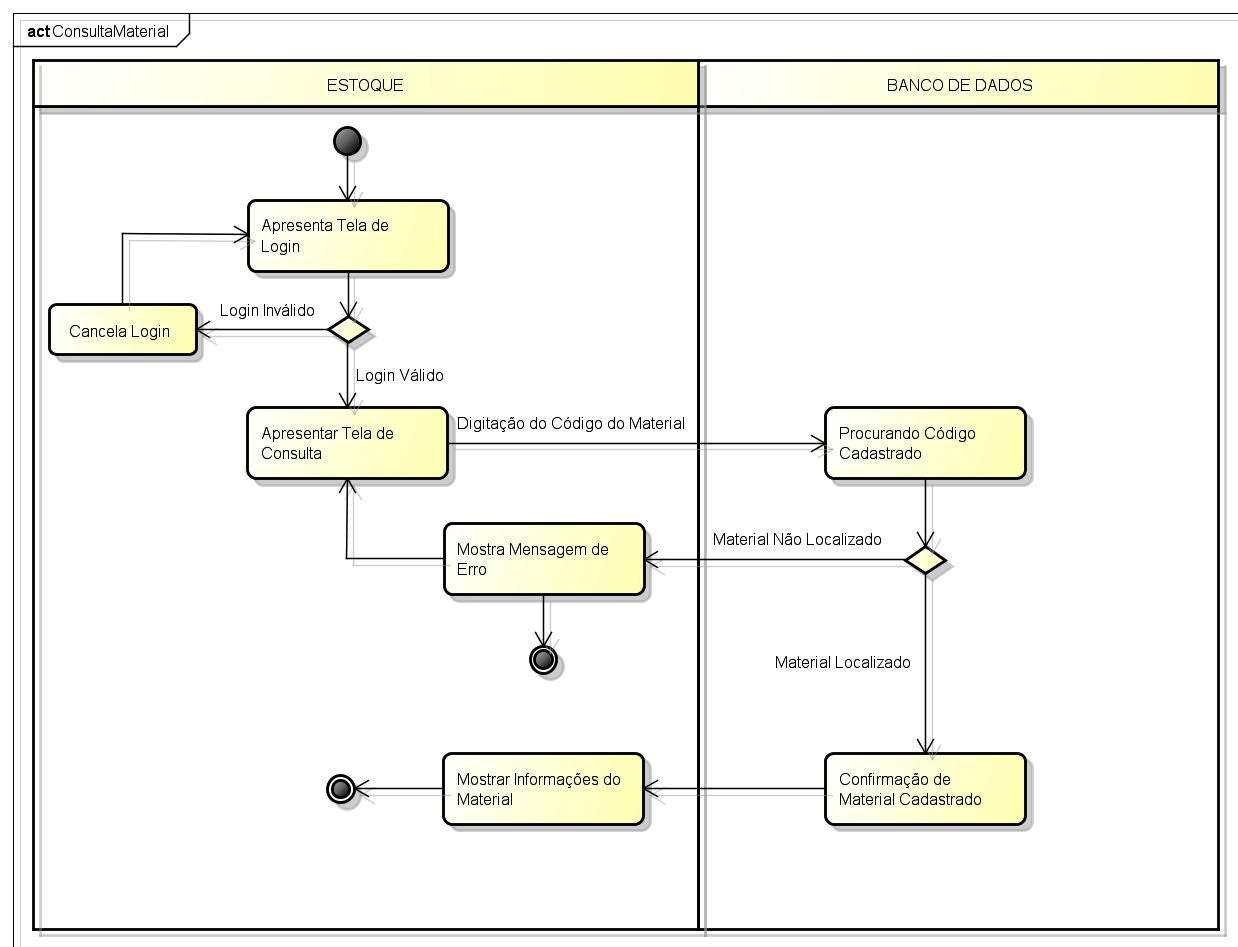 act ConsultaMaterial
ESTOQUE
BANCO DE DADOS
Apresenta Tela de
Login
Login Inválido
Cancela Login
Login Válido
Apresentar Tela de
Consulta
Digitação do Código do Material
Procurando Código
Cadastrado
Mostra Mensagem de
Erro
Material Não Localizado
Material Localizado
Mostrar Informações do
Material
Confirmação de
Material Cadastrado